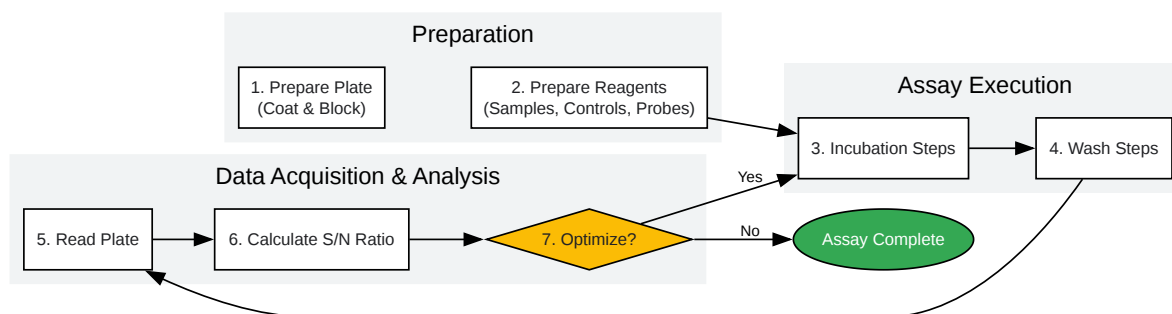 Preparation
1. Prepare Plate
(Coat & Block)
2. Prepare Reagents
(Samples, Controls, Probes)
Assay Execution
3. Incubation Steps
4. Wash Steps
Data Acquisition & Analysis
5. Read Plate
6. Calculate S/N Ratio
7. Optimize?
Yes
No
Assay Complete